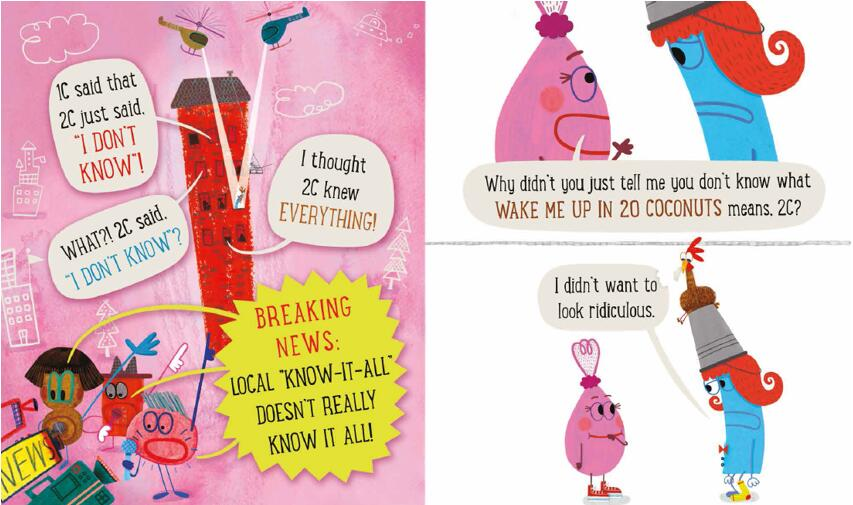 1C said that
2C just said,
"I DON'T
KNOW"!
I thought
2C knew
EVERYTHING!
WHAT?! 2C said,
"I DON'T KNOW"?
BREAKING
NEWS:
LOCAL "KNOW-IT-ALL"
DOESN'T REALLY
KNOW IT ALL!
NEWS
Why didn't you just tell me you don't know what
WAKE ME UP IN 20 COCONUTS means, 2C?
I didn't want to
look ridiculous.